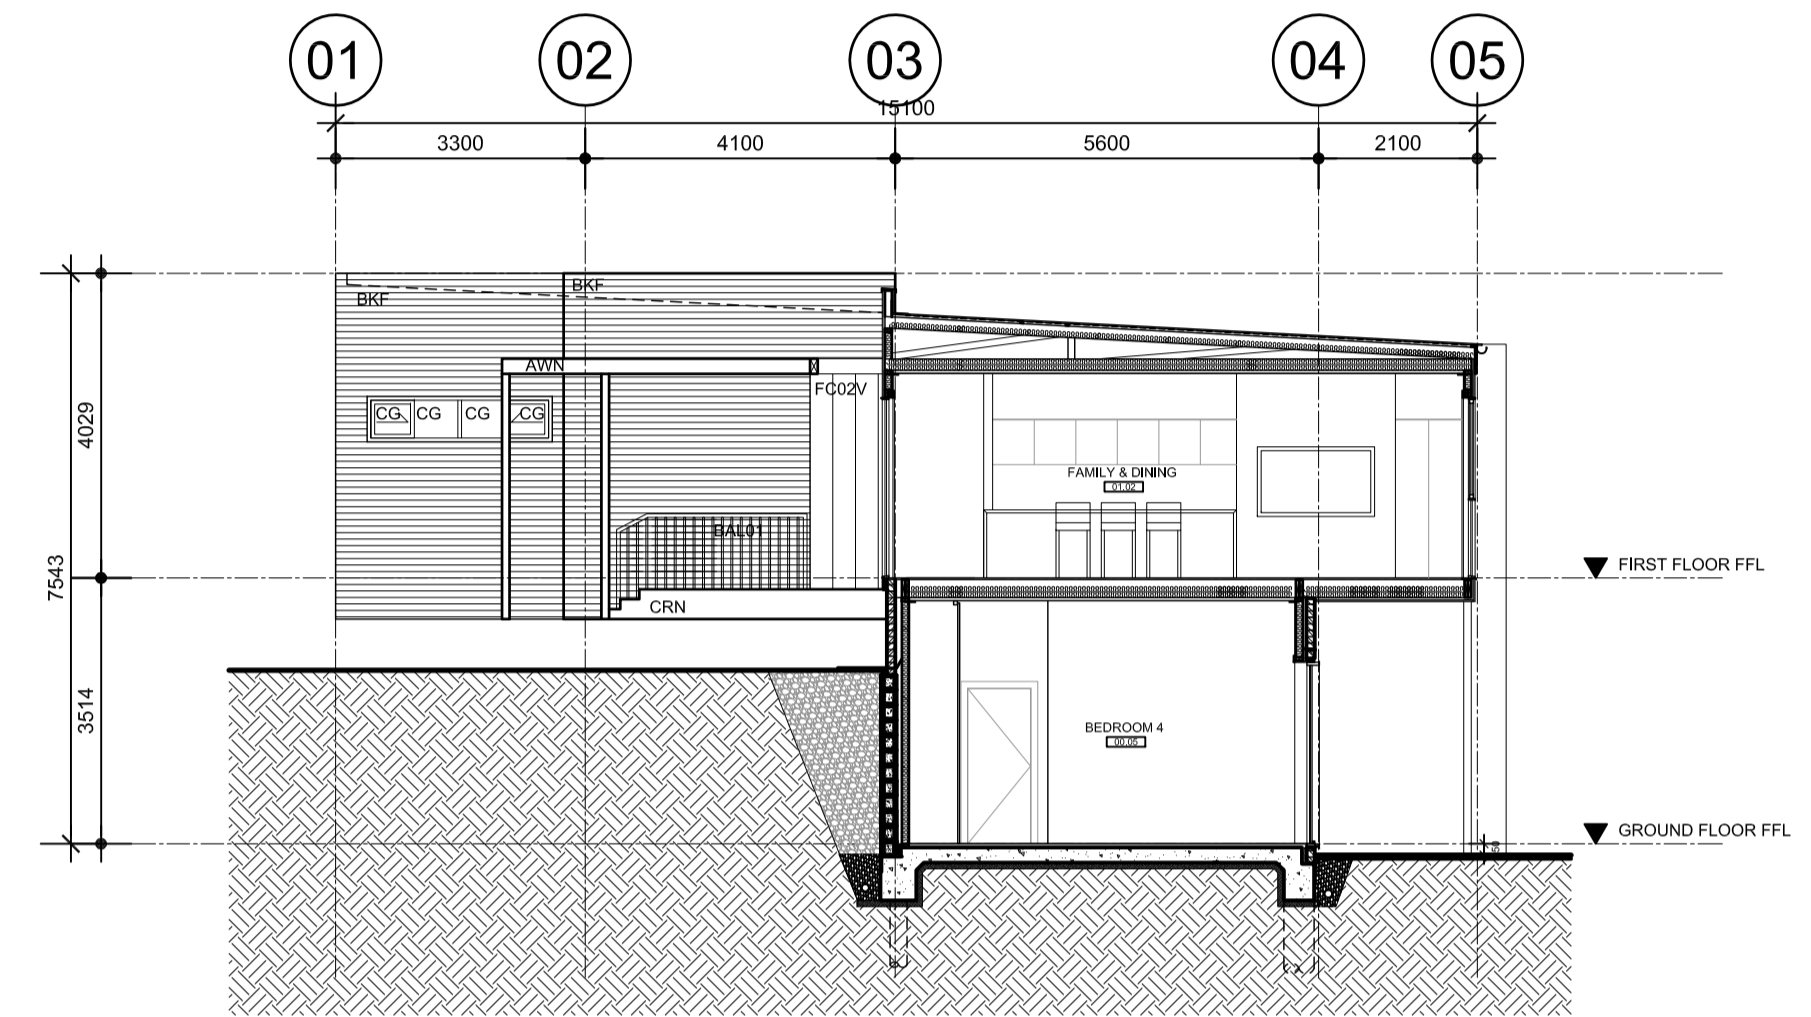 01 02 03 04 05
15100
3300 4100 5600 2100
BKF
BKF
AWN
FC02V
CG CG CG CG
4029
FAMILY & DINING
01.02
BAL01
7543
FIRST FLOOR FFL
CRN
3514
BEDROOM 4
00.05
GROUND FLOOR FFL